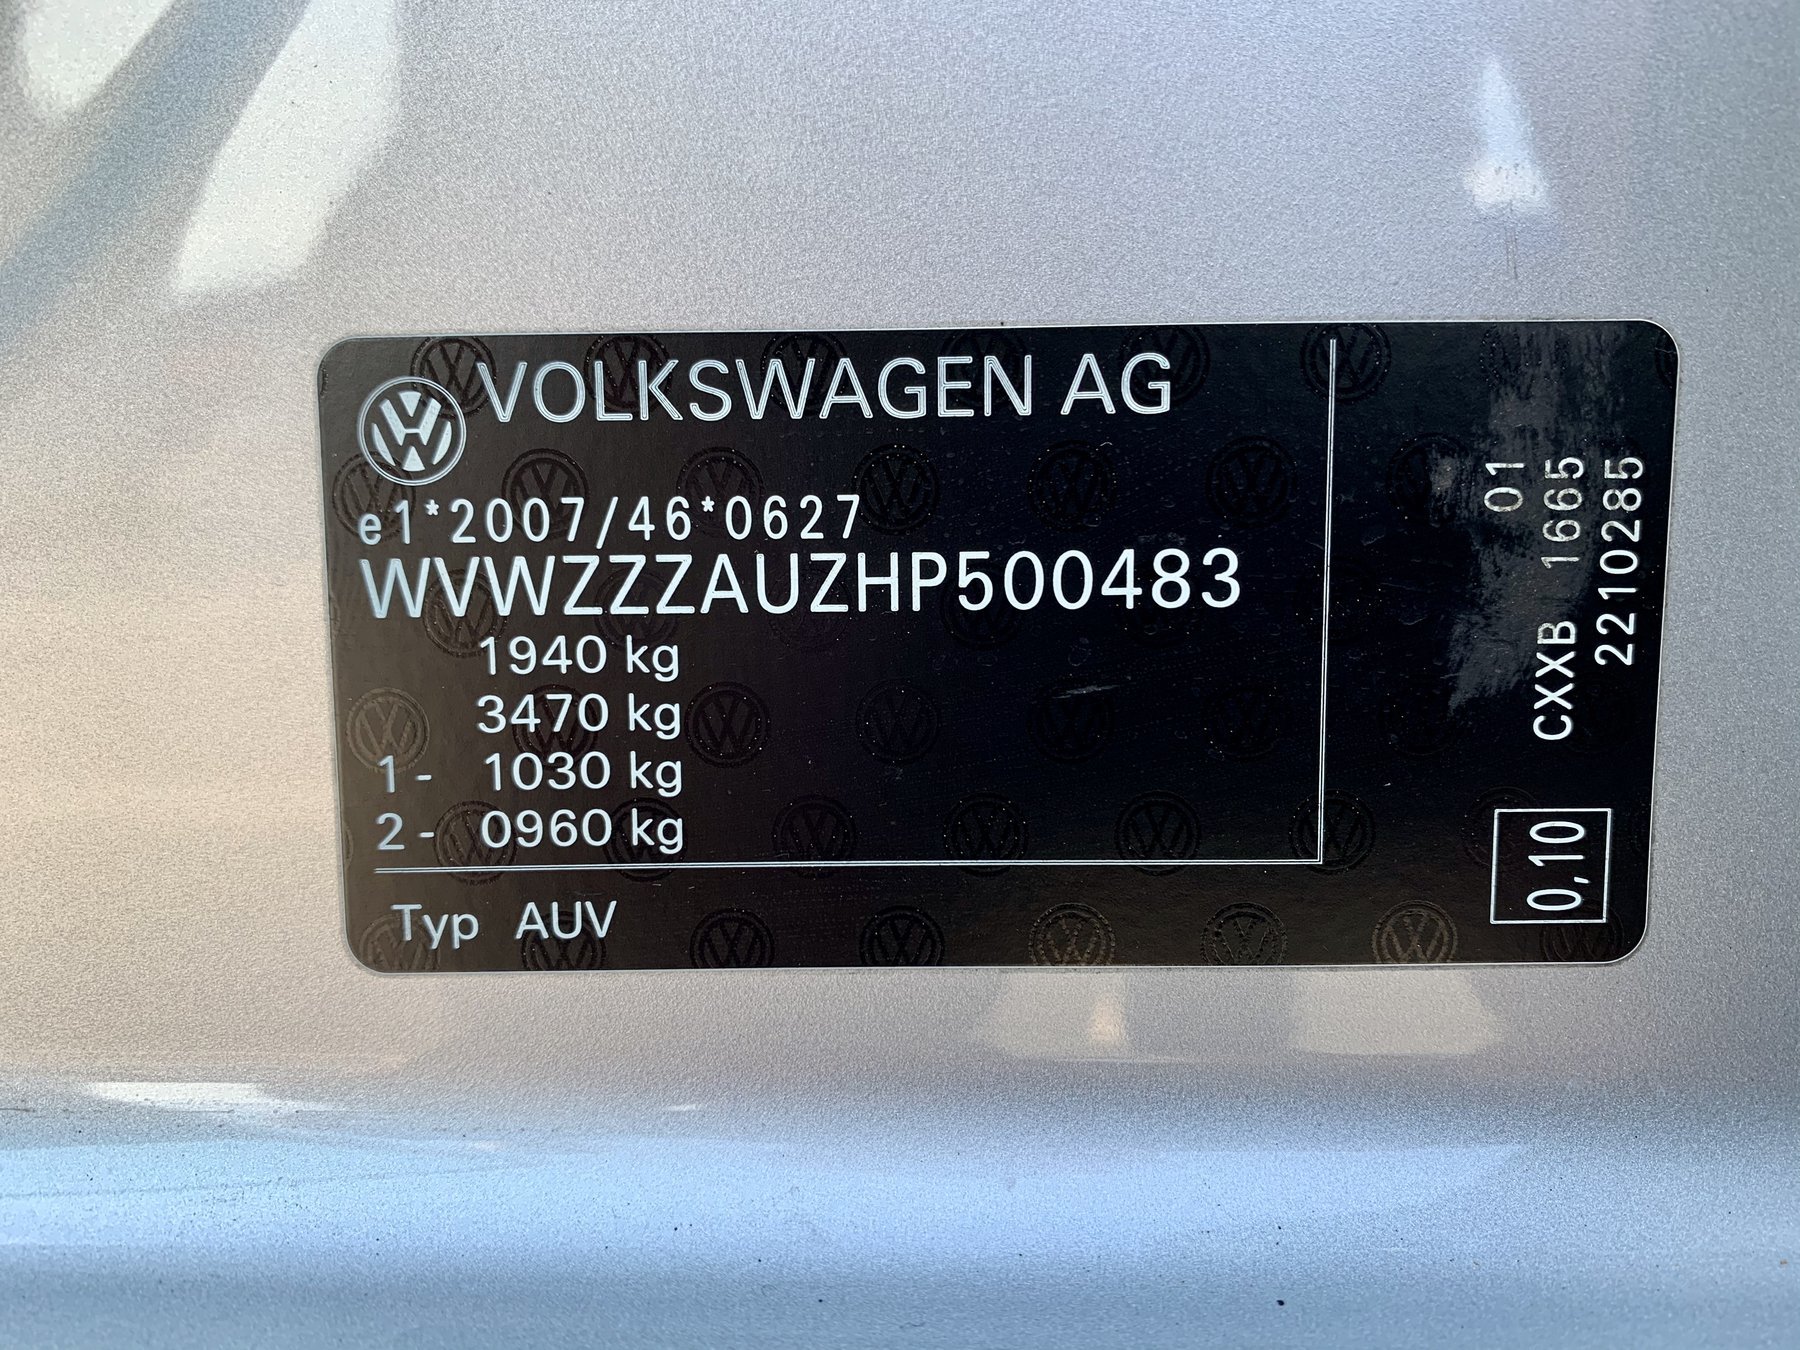 VOLKSWAGEN AG
e1*2007/46*0627
WVWZZZAUZHP500483
1940 kg
3470 kg
1- 1030 kg
2- 0960 kg
Typ AUV
01
CXXB 1665
2210285
0,10